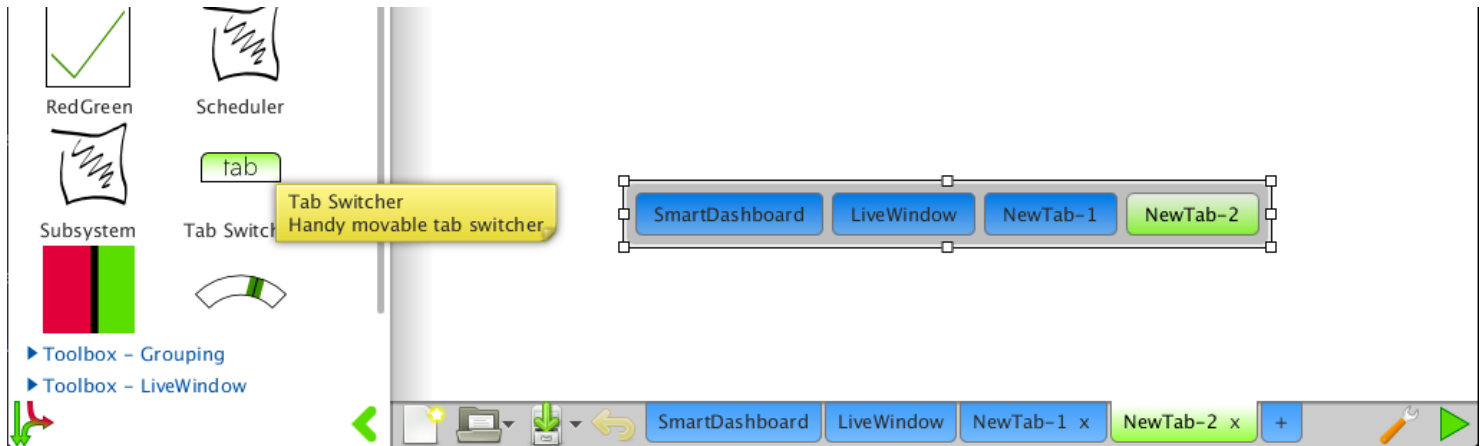 RedGreen
Scheduler
tab
Subsystem
Tab Switch
Tab Switcher
Handy movable tab switcher
SmartDashboard
LiveWindow
NewTab-1
NewTab-2
Toolbox - Grouping
Toolbox - LiveWindow
SmartDashboard
LiveWindow
NewTab-1 x
NewTab-2 x
+